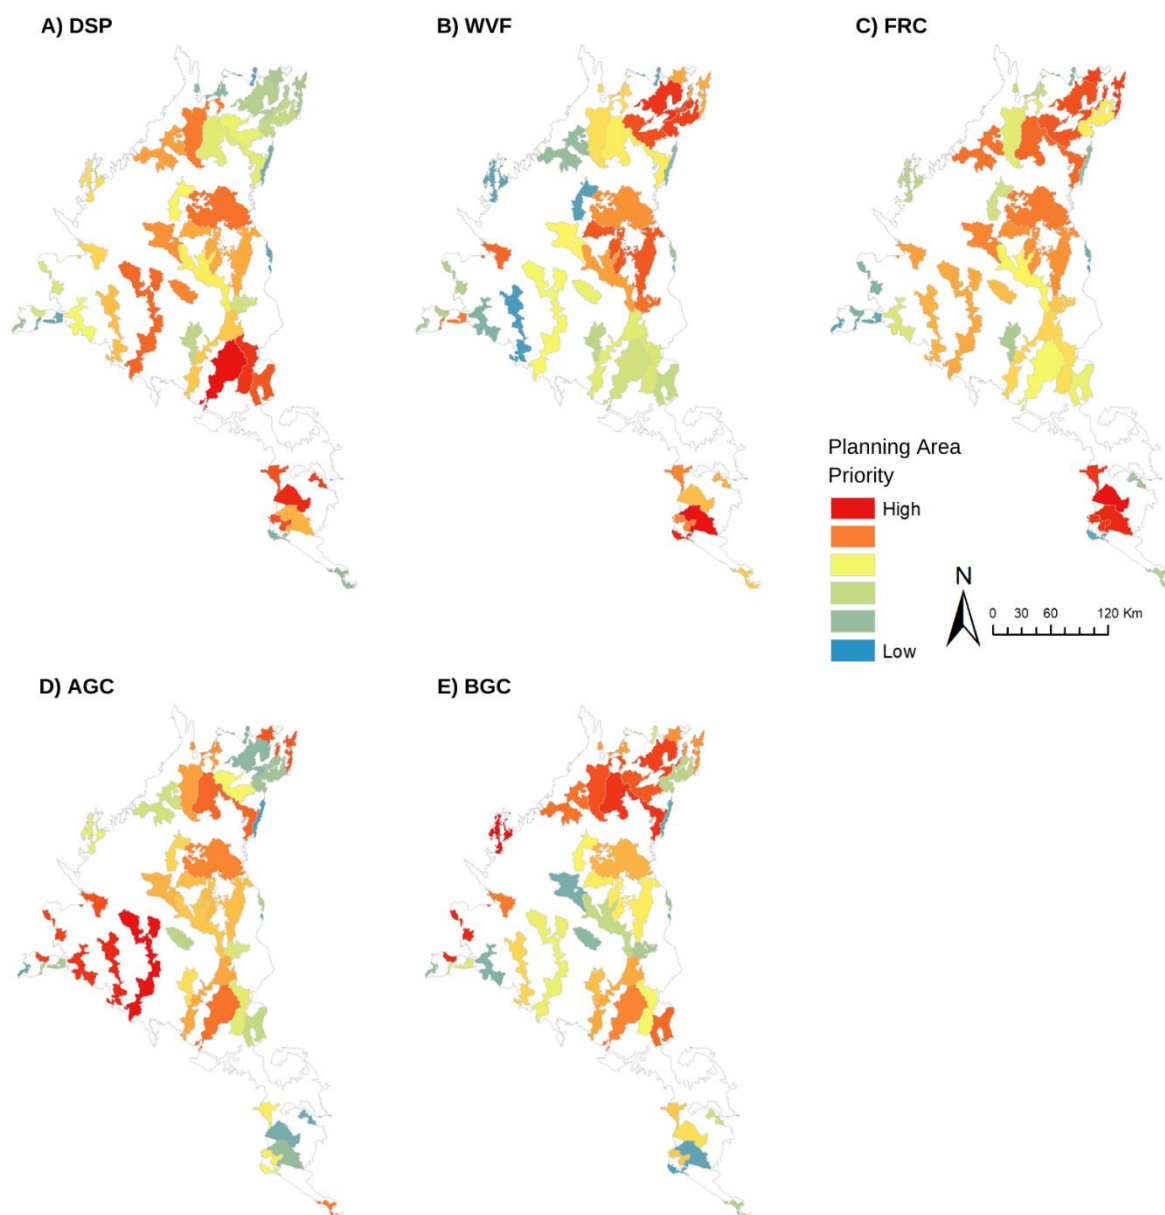 A) DSP
B) WVF
C) FRC
Planning Area
Priority
High
Low
N
0 30 60 120 Km
D) AGC
E) BGC